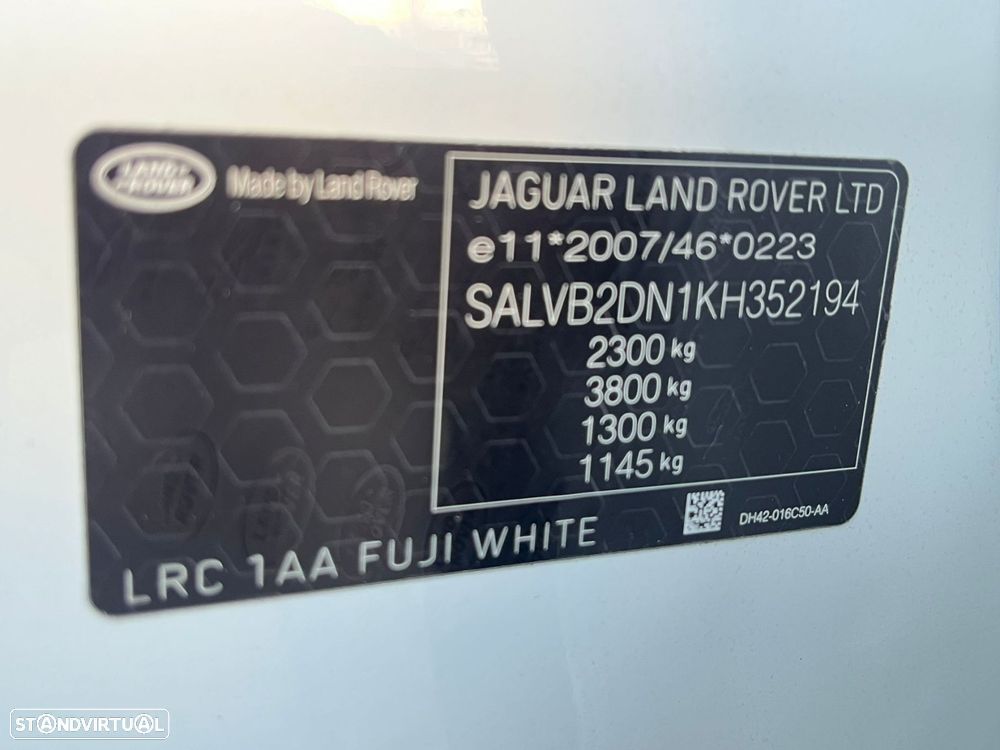 LAND ROVER
Made by Land Rover
JAGUAR LAND ROVER LTD
e11*2007/46*0223
SALVB2DN1KH352194
2300 kg
3800 kg
1300 kg
1145 kg
DH42-016C50-AA
LRC 1AA FUJI WHITE
STANDVIRTUAL